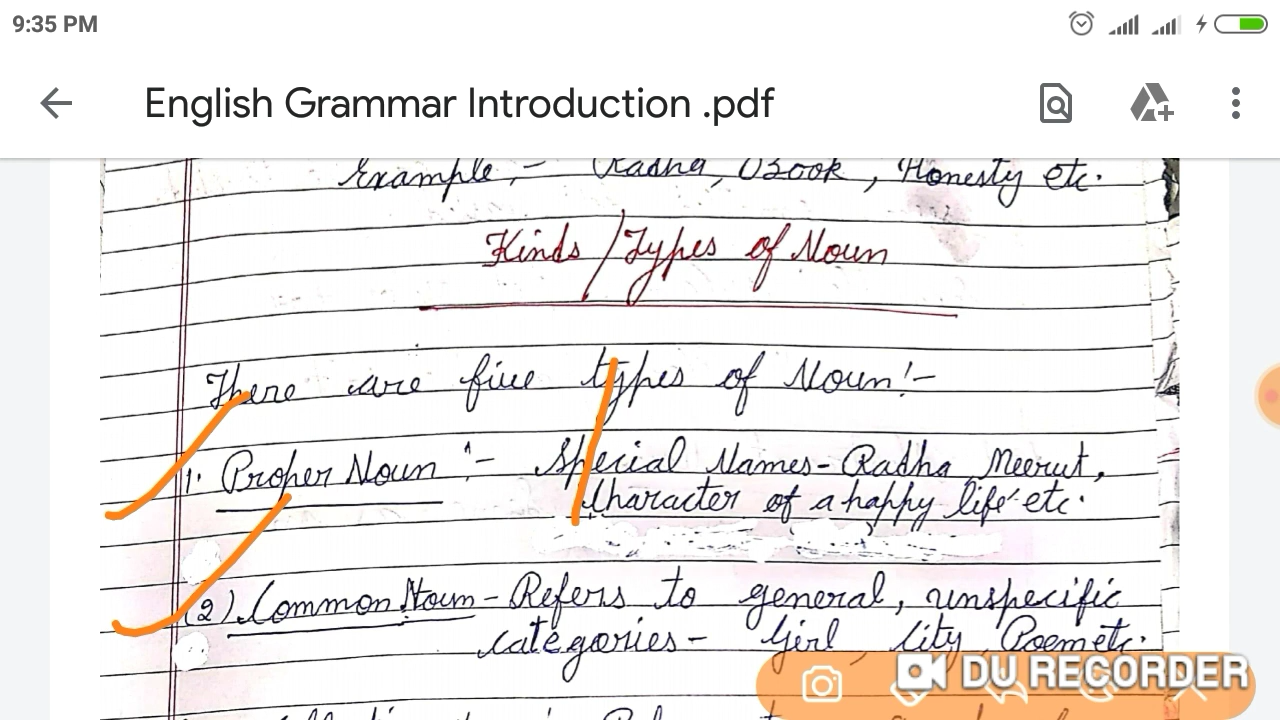 9:35 PM
English Grammar Introduction .pdf
Example :- Radha, Book, Honesty etc.
Kinds / Types of Noun
There are five types of Noun :-
1. Proper Noun :- Special Names - Radha Meerut,
Character of a happy life etc.
(2) Common Noun - Refers to general, unspecific
categories - Girl, City, Poem etc.
DU RECORDER